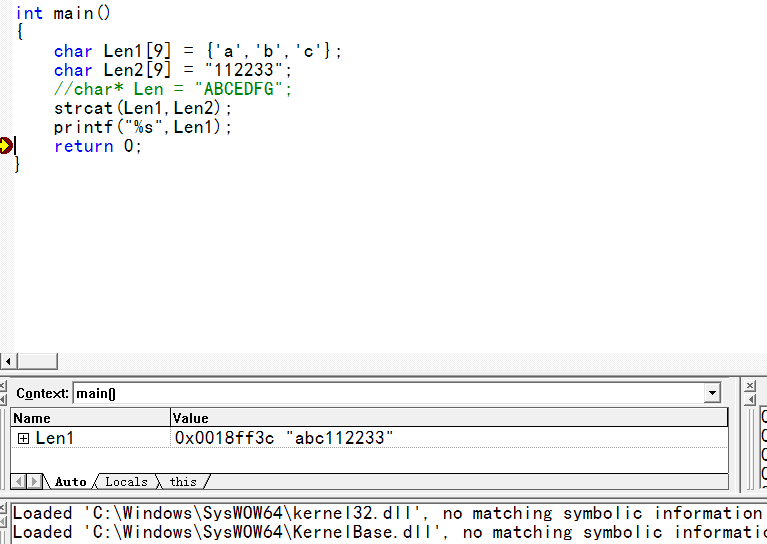 int main()
{
    char Len1[9] = {'a','b','c'};
    char Len2[9] = "112233";
    //char* Len = "ABCEDFG";
    strcat(Len1,Len2);
    printf("%s",Len1);
    return 0;
}
Context: main()
Name Value
Len1 0x0018ff3c "abc112233"
Auto Locals this
Loaded 'C:\Windows\SysWOW64\kernel32.dll', no matching symbolic information
Loaded 'C:\Windows\SysWOW64\KernelBase.dll', no matching symbolic